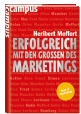 campus
Heribert Meffert
ERFOLGREICH
MIT DEN GROSSEN DES
MARKETINGS